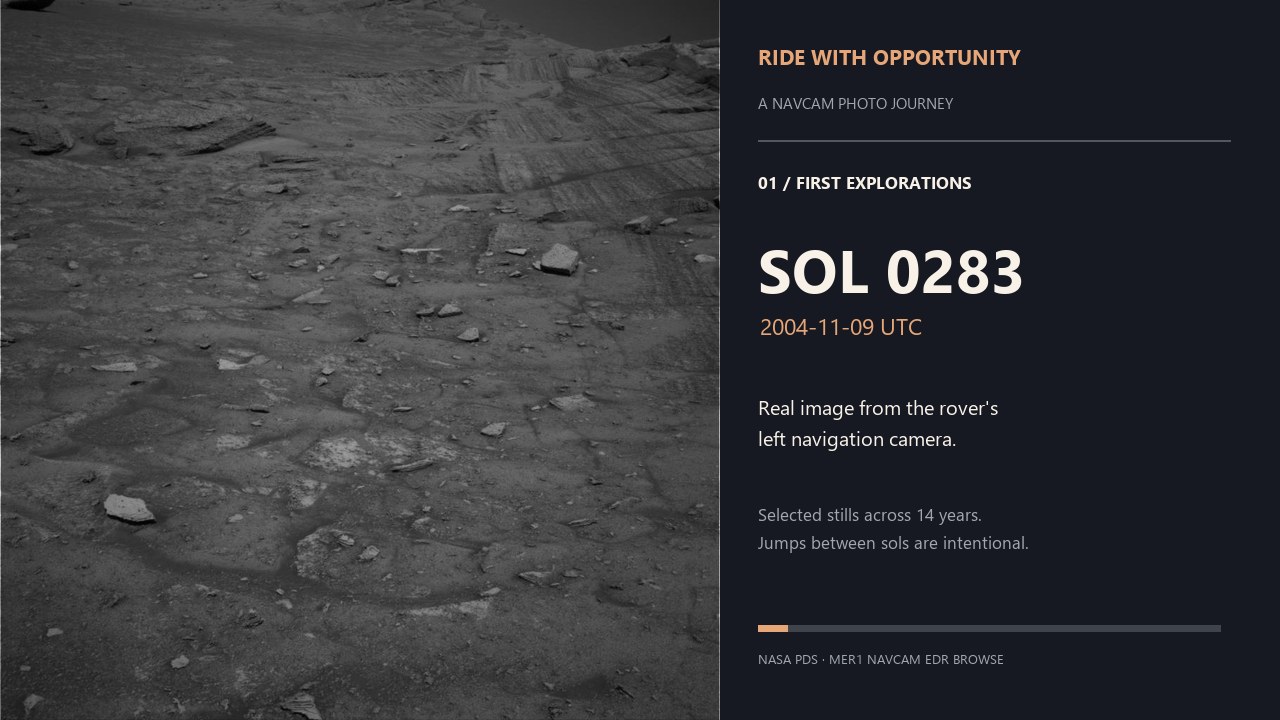 RIDE WITH OPPORTUNITY
A NAVCAM PHOTO JOURNEY
01 / FIRST EXPLORATIONS
SOL 0283
2004-11-09 UTC
Real image from the rover's
left navigation camera.
Selected stills across 14 years.
Jumps between sols are intentional.
NASA PDS · MER1 NAVCAM EDR BROWSE